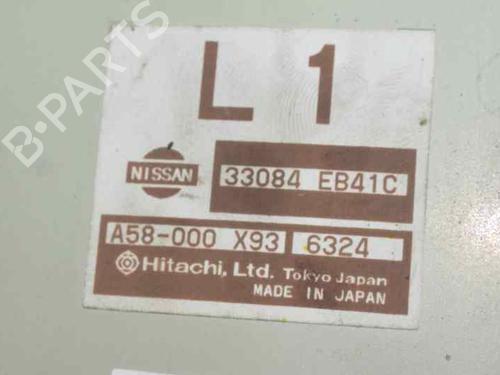 B-PARTS
L 1
NISSAN
33084 EB41C
A58-000 X93 6324
Hitachi, Ltd. Tokyo Japan
MADE IN JAPAN